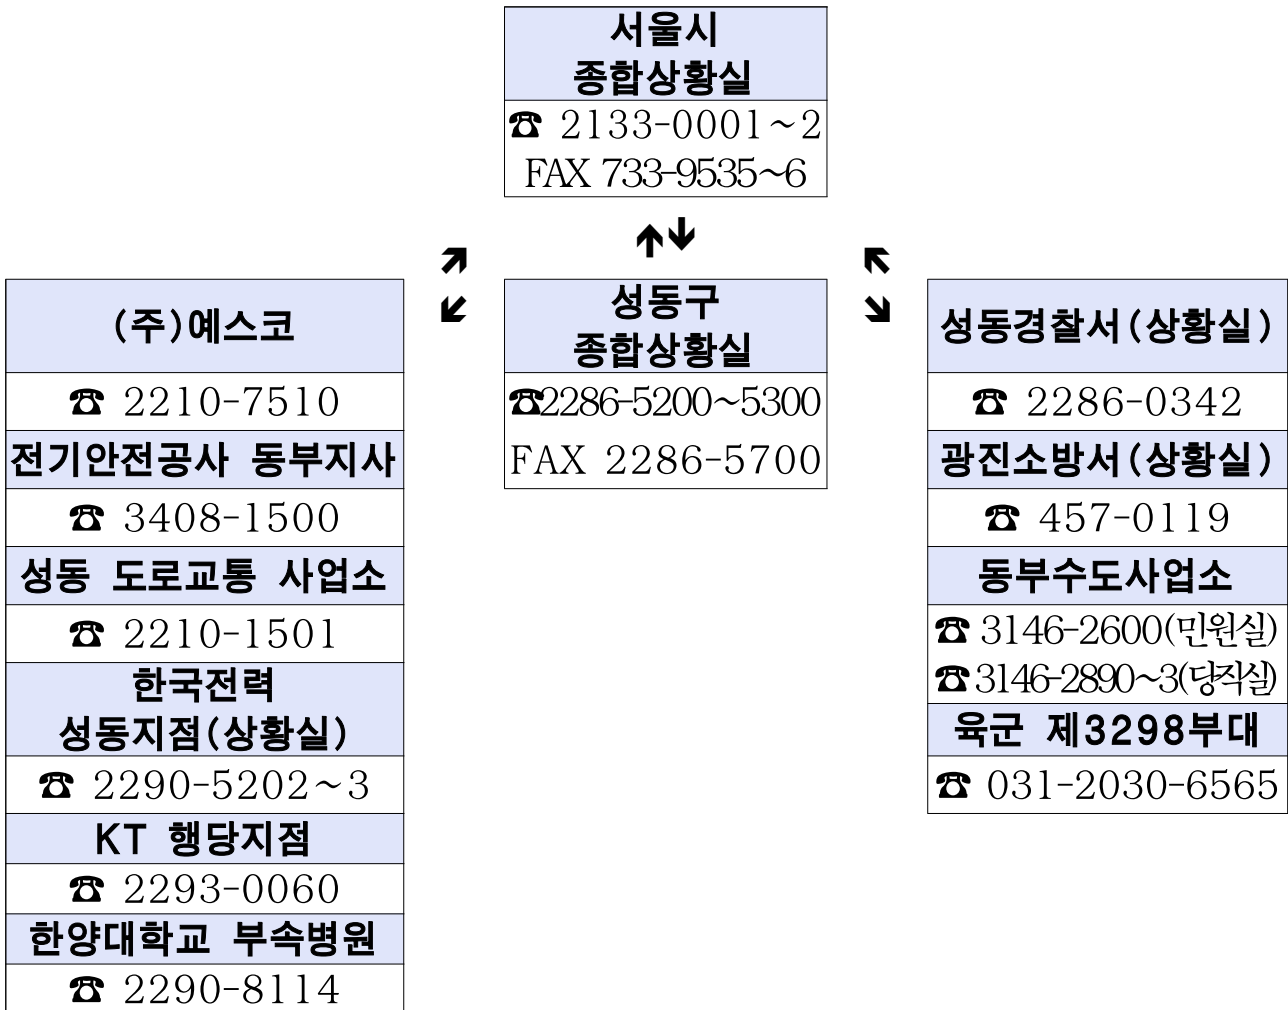 서울시
종합상황실
☎ 2133-0001~2
FAX 733-9535~6
(주)예스코
☎ 2210-7510
전기안전공사 동부지사
☎ 3408-1500
성동 도로교통 사업소
☎ 2210-1501
한국전력
성동지점(상황실)
☎ 2290-5202~3
KT 행당지점
☎ 2293-0060
한양대학교 부속병원
☎ 2290-8114
성동구
종합상황실
☎2286-5200~5300
FAX 2286-5700
성동경찰서(상황실)
☎ 2286-0342
광진소방서(상황실)
☎ 457-0119
동부수도사업소
☎ 3146-2600(민원실)
☎ 3146-2890~3(당직실)
육군 제3298부대
☎ 031-2030-6565